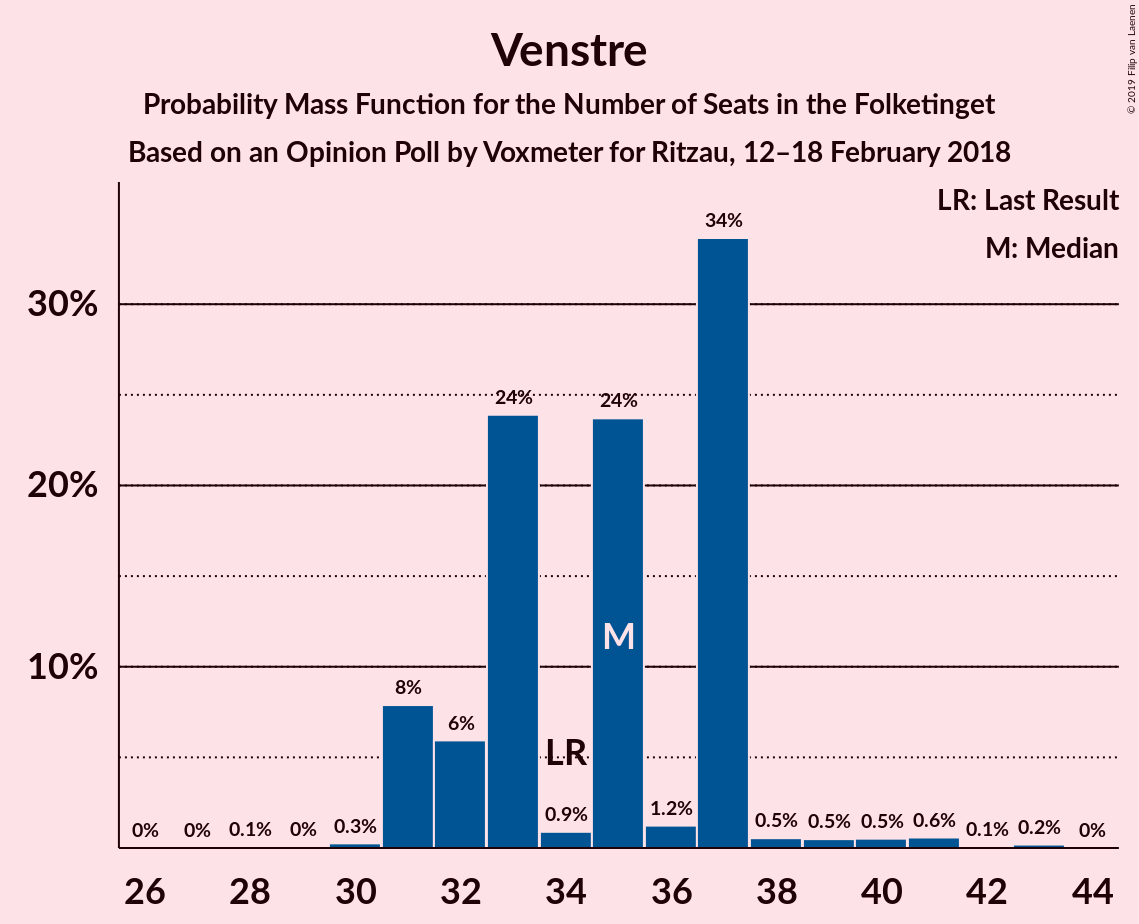 Venstre
Probability Mass Function for the Number of Seats in the Folketinget
Based on an Opinion Poll by Voxmeter for Ritzau, 12–18 February 2018
© 2019 Filip van Laenen
LR: Last Result
M: Median
34%
30%
24% 24%
20%
M
10%
8%
6%
LR
0% 0% 0.1% 0% 0.3% 0.9% 1.2% 0.5% 0.5% 0.5% 0.6% 0.1% 0.2% 0%
26 28 30 32 34 36 38 40 42 44